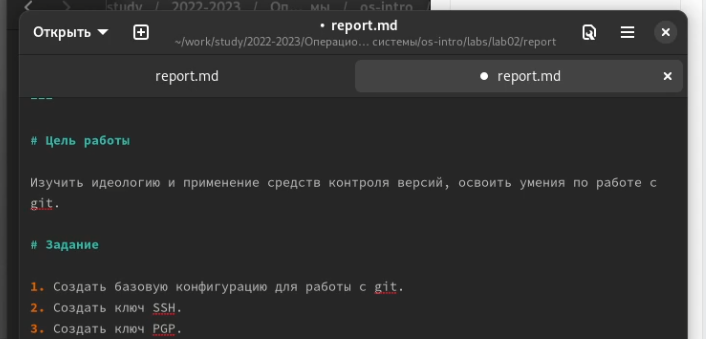 study / 2022-2023 / Оп мы / os-intro /
Открыть
• report.md
~/work/study/2022-2023/Операцио… системы/os-intro/labs/lab02/report
report.md
● report.md
# Цель работы
Изучить идеологию и применение средств контроля версий, освоить умения по работе с
git.
# Задание
1. Создать базовую конфигурацию для работы с git.
2. Создать ключ SSH.
3. Создать ключ PGP.